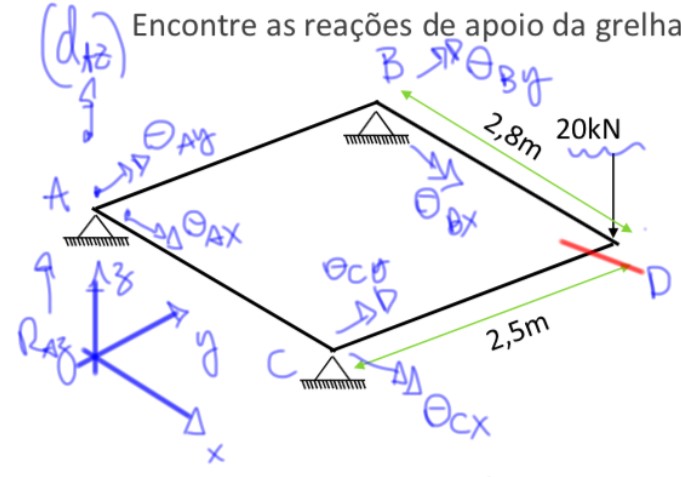 Encontre as reações de apoio da grelha
(dAZ)
B
θBy
θAy
2,8m
20kN
A
θAX
θBX
θCy
D
z
RAz
y
C
2,5m
θCX
x